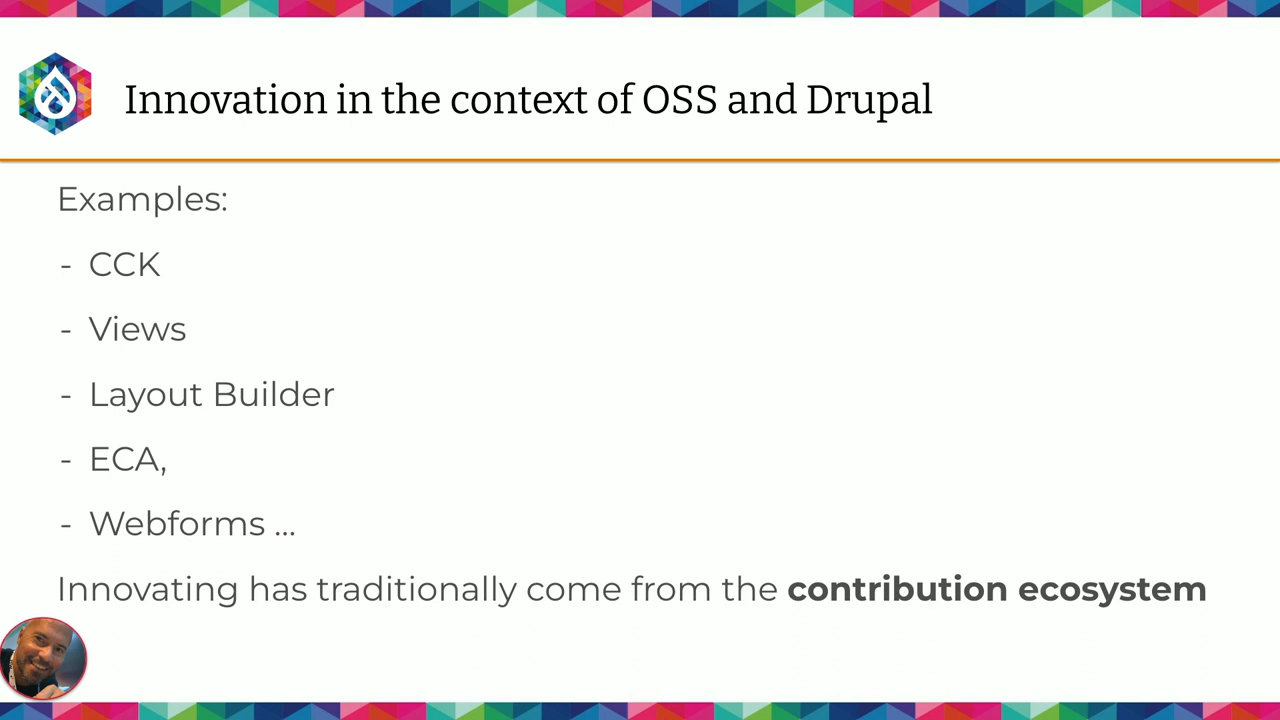 Innovation in the context of OSS and Drupal
Examples:
- CCK
- Views
- Layout Builder
- ECA,
- Webforms ...
Innovating has traditionally come from the contribution ecosystem